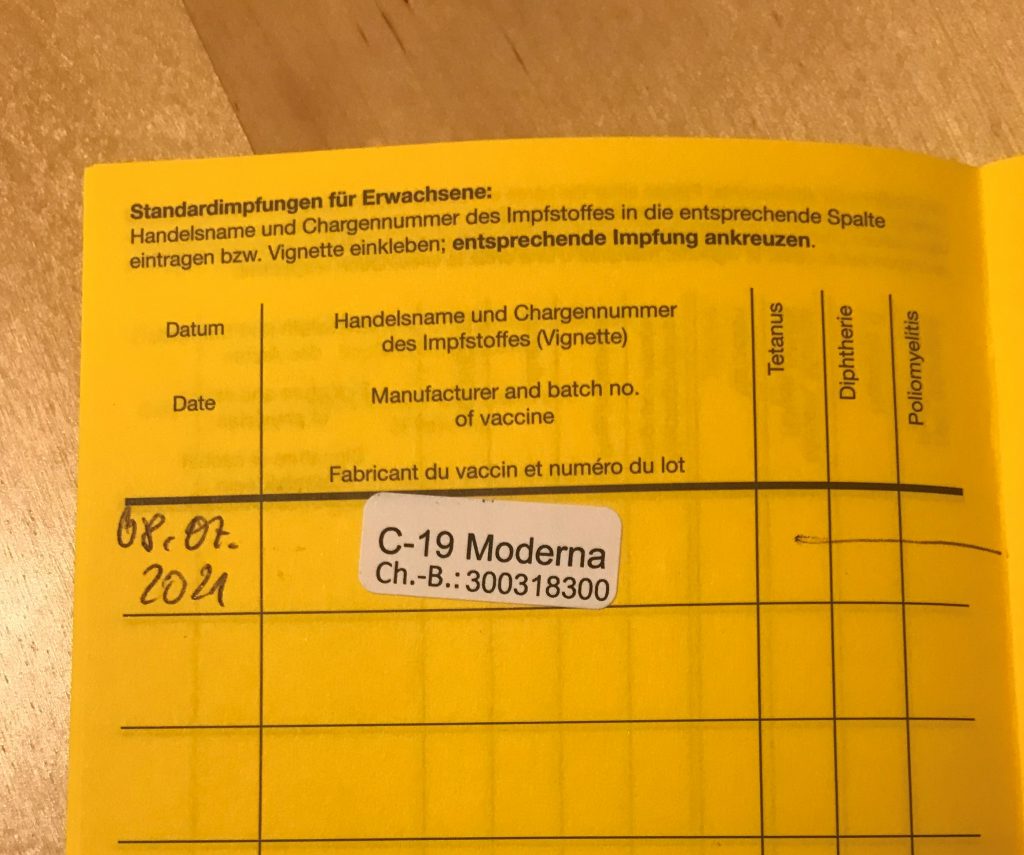 Standardimpfungen für Erwachsene:
Handelsname und Chargennummer des Impfstoffes in die entsprechende Spalte
eintragen bzw. Vignette einkleben; entsprechende Impfung ankreuzen.
Datum
Date
Handelsname und Chargennummer
des Impfstoffes (Vignette)
Manufacturer and batch no.
of vaccine
Fabricant du vaccin et numéro du lot
Tetanus
Diphtherie
Poliomyelitis
08.07.
2021
C-19 Moderna
Ch.-B.: 300318300